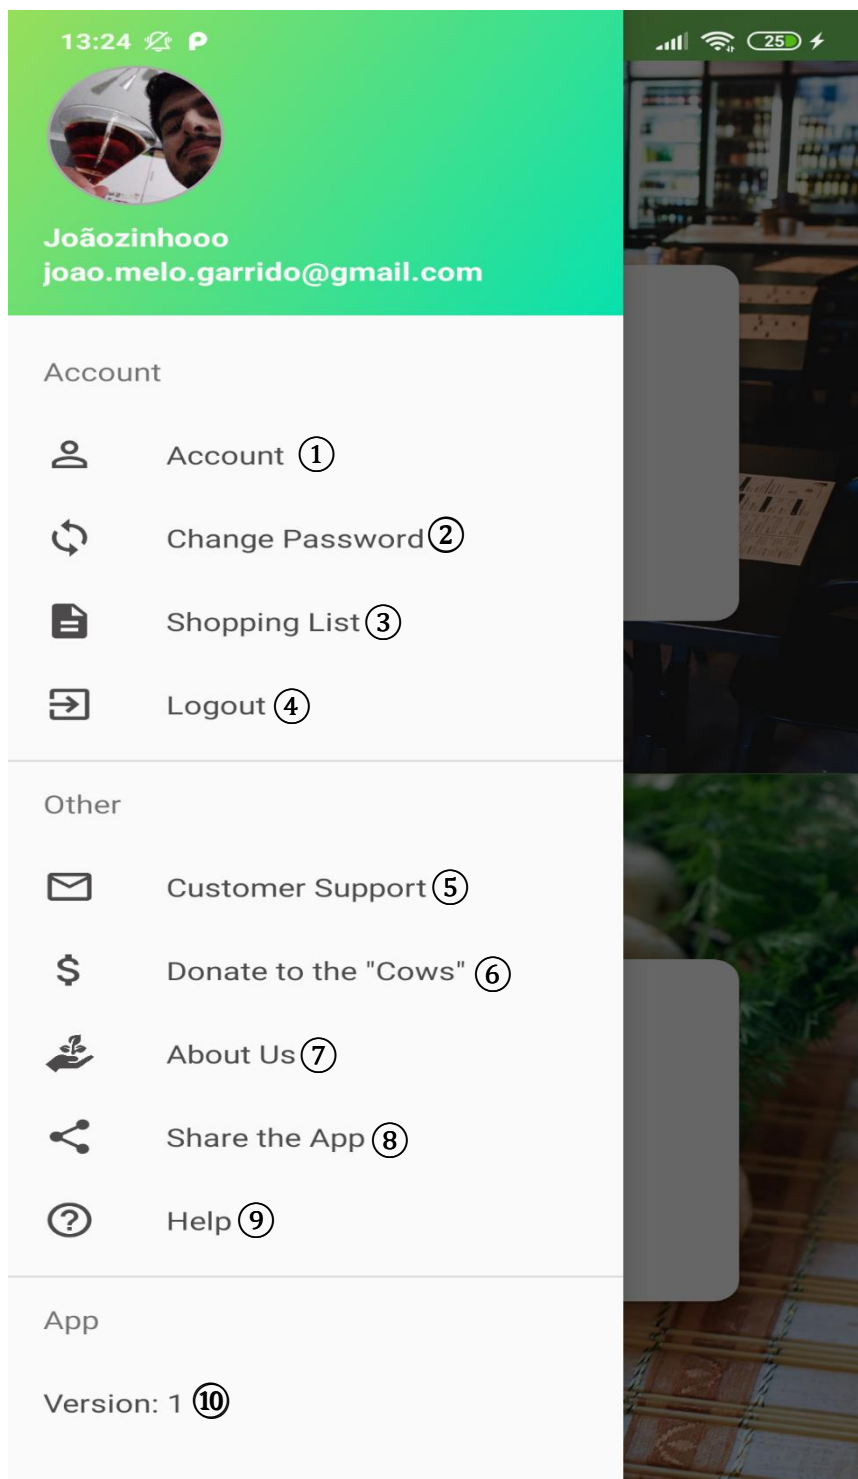 13:24
25
Joãozinhooo
joao.melo.garrido@gmail.com
Account
Account ①
Change Password ②
Shopping List ③
Logout ④
Other
Customer Support ⑤
Donate to the "Cows" ⑥
About Us ⑦
Share the App ⑧
Help ⑨
App
Version: 1 ⑩